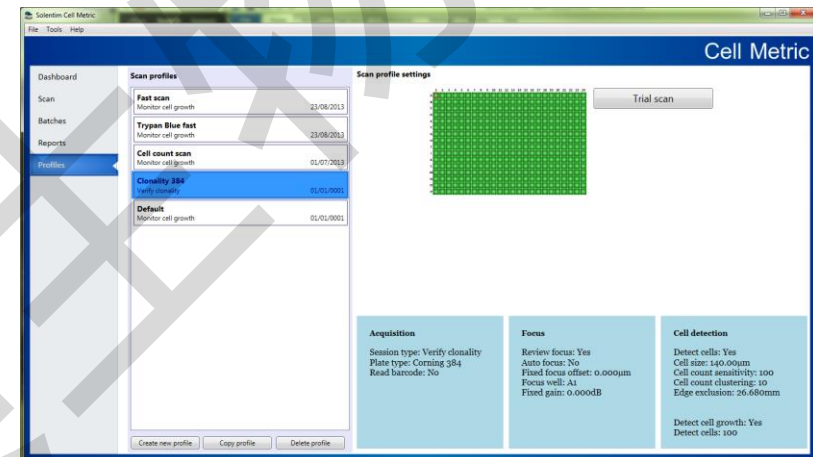 Solentim Cell Metric
File Tools Help
Cell Metric
Dashboard
Scan
Batches
Reports
Profiles
Scan profiles
Fast scan
Monitor cell growth 23/08/2013
Trypan Blue fast
Monitor cell growth 23/08/2013
Cell count scan
Monitor cell growth 01/07/2013
Clonality 384
Verify clonality 01/01/0001
Default
Monitor cell growth 01/01/0001
Create new profile Copy profile Delete profile
Scan profile settings
Trial scan
Acquisition
Session type: Verify clonality
Plate type: Corning 384
Read barcode: No
Focus
Review focus: Yes
Auto focus: No
Fixed focus offset: 0.000µm
Focus well: A1
Fixed gain: 0.000dB
Cell detection
Detect cells: Yes
Cell size: 140.00µm
Cell count sensitivity: 100
Cell count clustering: 10
Edge exclusion: 26.680mm
Detect cell growth: Yes
Detect cells: 100